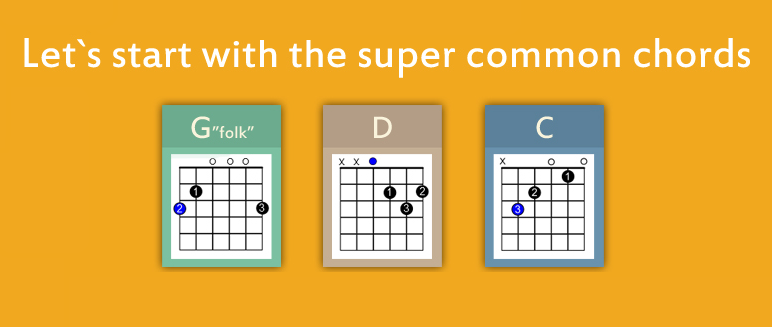 Let`s start with the super common chords
G"folk"
D
C
o o o
1
2
3
x x
1
2
3
x o o
1
2
3